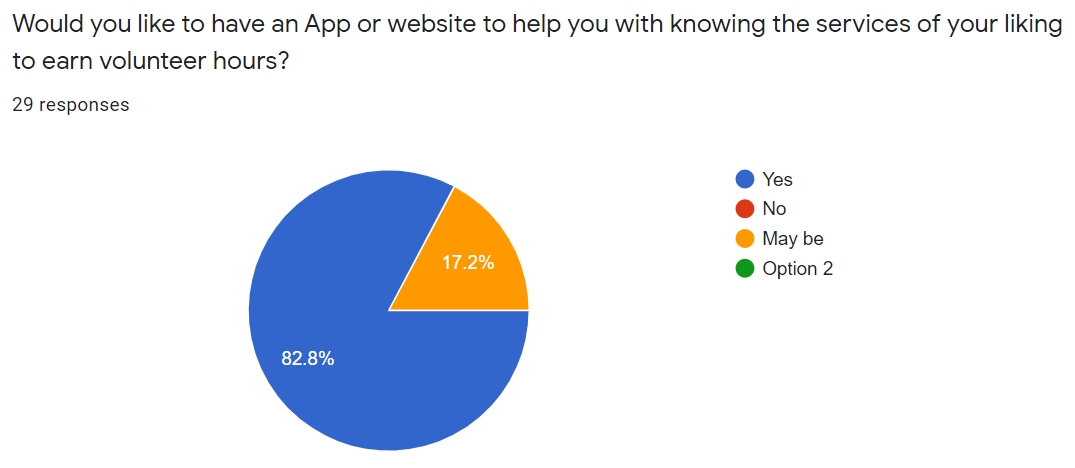 Would you like to have an App or website to help you with knowing the services of your liking
to earn volunteer hours?
29 responses
Yes
No
May be
Option 2
17.2%
82.8%